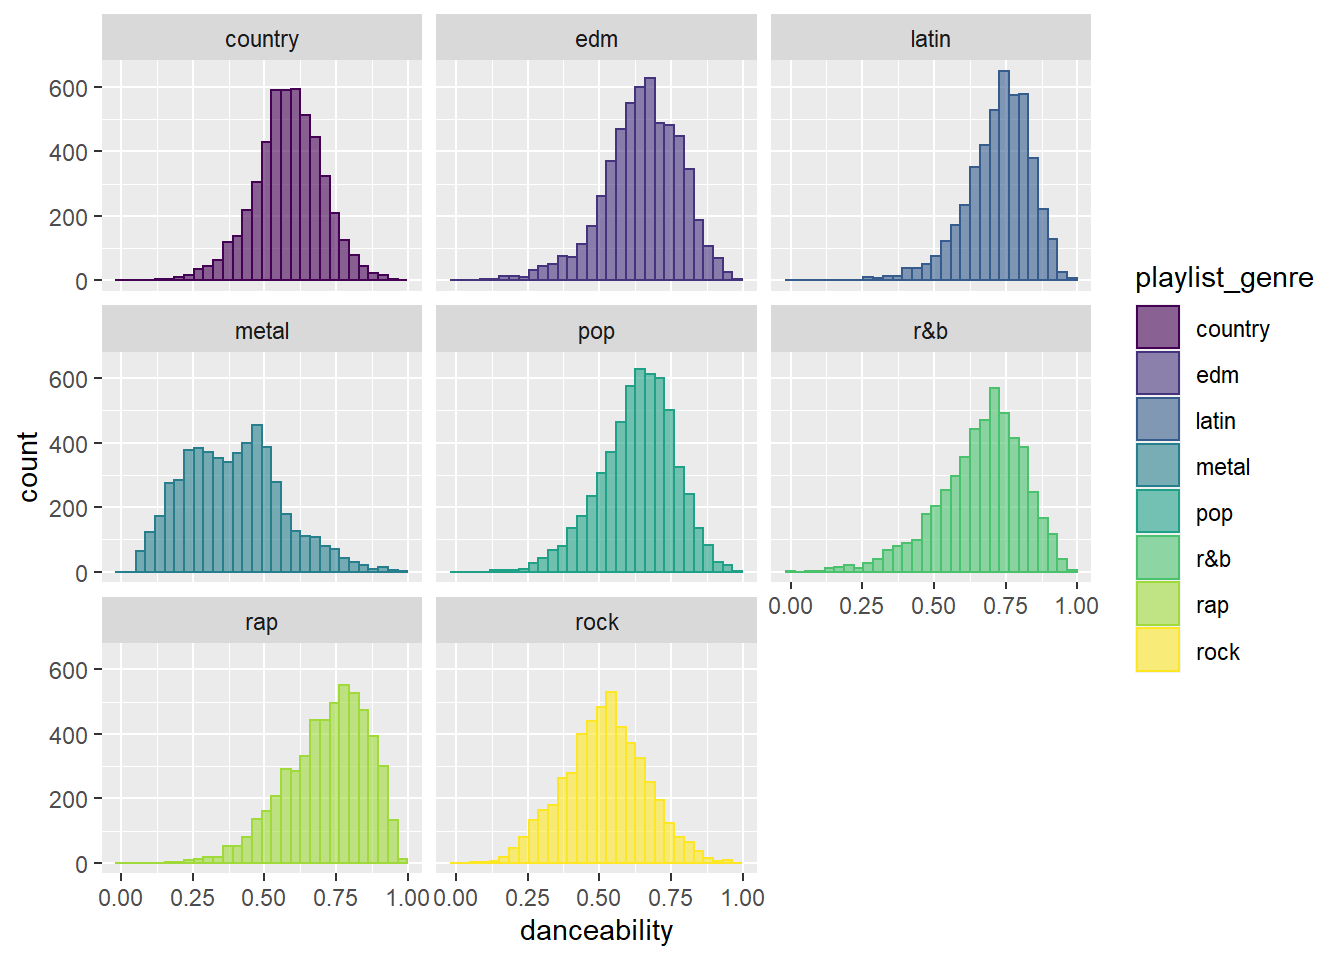 country edm latin
600
400
200
0
metal pop r&b
600
400
200
0
0.00 0.25 0.50 0.75 1.00
rap rock
600
400
200
0
0.00 0.25 0.50 0.75 1.00 0.00 0.25 0.50 0.75 1.00
danceability
count
playlist_genre
country
edm
latin
metal
pop
r&b
rap
rock